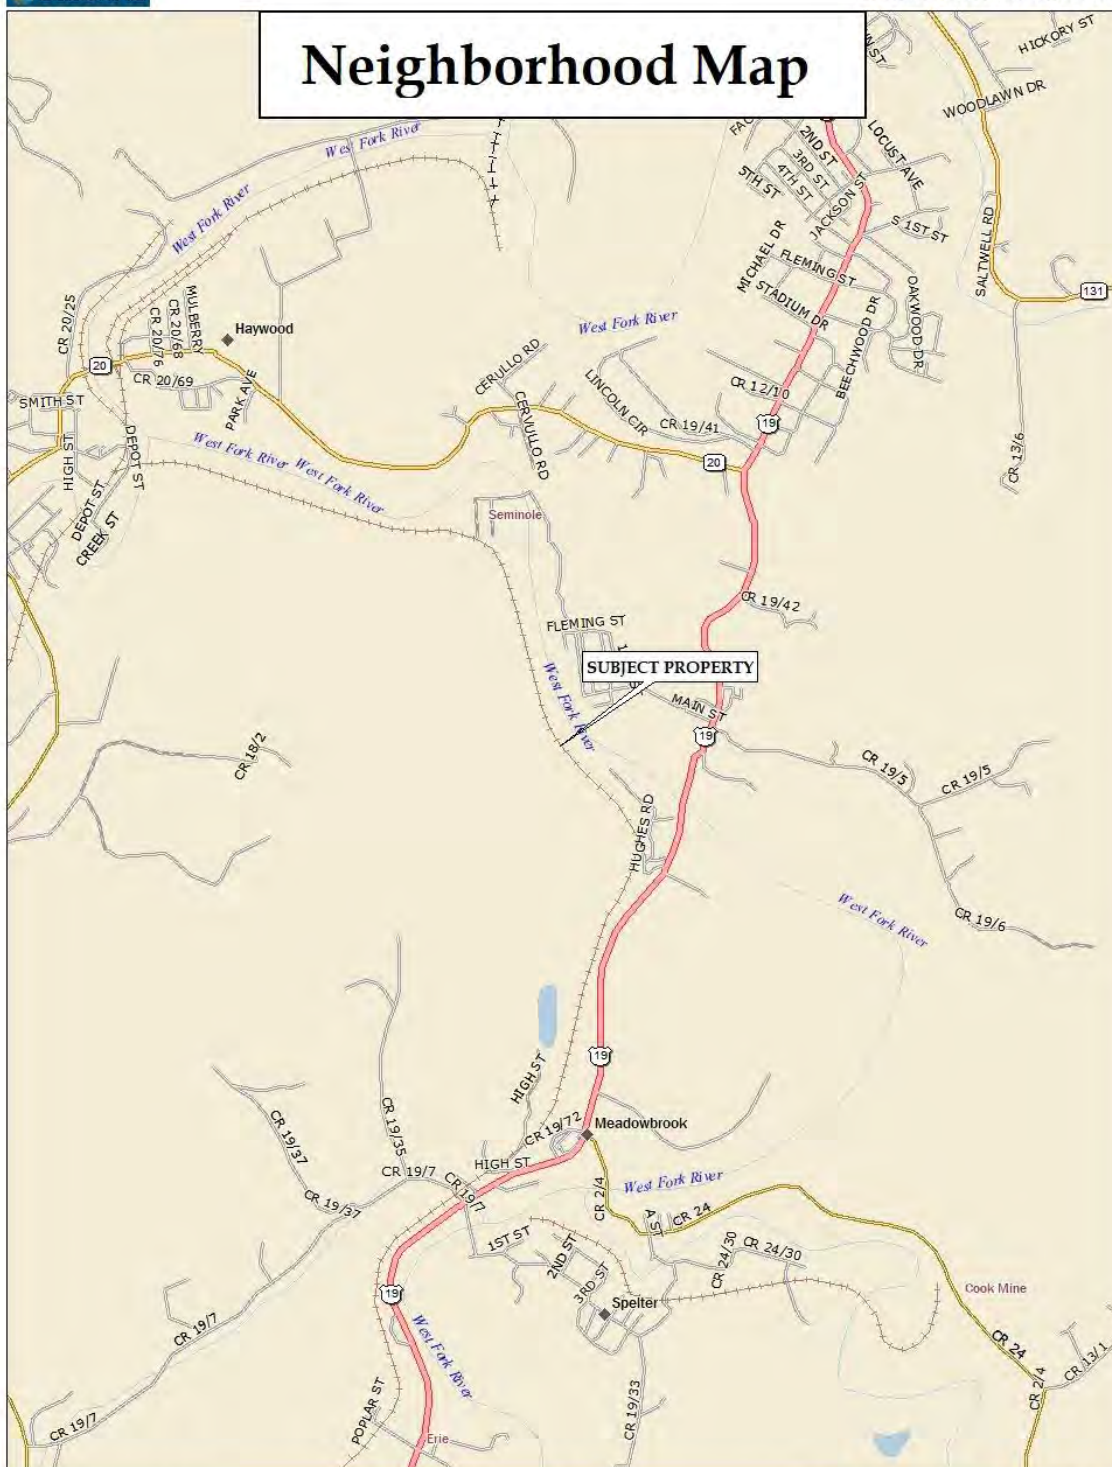 Neighborhood Map
HICKORY ST
WOODLAWN DR
West Fork River
2ND ST
LOCUST AVE
3RD ST
4TH ST
5TH ST
JACKSON ST
West Fork River
S 1ST ST
MICHAEL DR
FLEMING ST
SALTWELL RD
OAKWOOD DR
131
STADIUM DR
CR 20/25
MULBERRY
CR 20/68
CR 20/76
Haywood
West Fork River
BEECHWOOD DR
20
CERULLO RD
CR 20/69
PARK AVE
LINCOLN CIR
CR 12/10
SMITH ST
CERVULLO RD
CR 19/41
19
HIGH ST
DEPOT ST
West Fork River
West Fork River
20
CR 13/6
DEPOT ST
CREEK ST
Seminole
CR 19/42
FLEMING ST
SUBJECT PROPERTY
West Fork River
MAIN ST
19
CR 18/2
CR 19/5
CR 19/5
HUGHES RD
West Fork River
CR 19/6
19
HIGH ST
CR 19/72
Meadowbrook
CR 19/35
CR 19/37
HIGH ST
CR 19/7
CR 2/4
West Fork River
CR 19/37
CR 19/7
A ST
CR 24
1ST ST
2ND ST
CR 24/30
CR 24/30
3RD ST
19
Spelter
Cook Mine
CR 19/7
West Fork River
CR 24
CR 13/1
CR 2/4
POPLAR ST
CR 19/33
CR 19/7
Erie